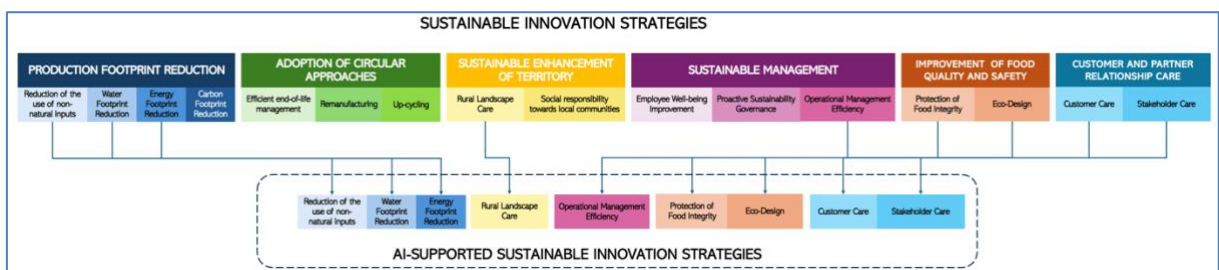 SUSTAINABLE INNOVATION STRATEGIES
PRODUCTION FOOTPRINT REDUCTION
Reduction of the
use of non-
natural inputs
Water
Footprint
Reduction
Energy
Footprint
Reduction
Carbon
Footprint
Reduction
ADOPTION OF CIRCULAR
APPROACHES
Efficient end-of-life
management
Remanufacturing
Up-cycling
SUSTAINABLE ENHANCEMENT
OF TERRITORY
Rural Landscape
Care
Social responsibility
towards local communities
SUSTAINABLE MANAGEMENT
Employee Well-being
Improvement
Proactive Sustainability
Governance
Operational Management
Efficiency
IMPROVEMENT OF FOOD
QUALITY AND SAFETY
Protection of
Food Integrity
Eco-Design
CUSTOMER AND PARTNER
RELATIONSHIP CARE
Customer Care
Stakeholder Care
Reduction of the
use of non-
natural inputs
Water
Footprint
Reduction
Energy
Footprint
Reduction
Rural Landscape
Care
Operational Management
Efficiency
Protection of
Food Integrity
Eco-Design
Customer Care
Stakeholder Care
AI-SUPPORTED SUSTAINABLE INNOVATION STRATEGIES